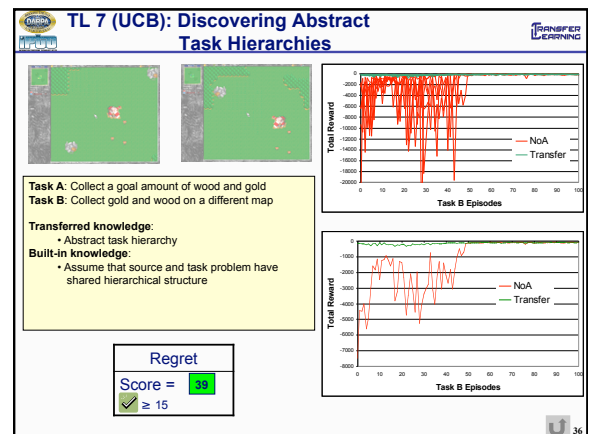 DARPA
IPTO
TL 7 (UCB): Discovering Abstract
Task Hierarchies
TRANSFER
LEARNING
Task A: Collect a goal amount of wood and gold
Task B: Collect gold and wood on a different map
Transferred knowledge:
• Abstract task hierarchy
Built-in knowledge:
• Assume that source and task problem have
shared hierarchical structure
Regret
Score = 39
≥ 15
Total Reward
0
-2000
-4000
-6000
-8000
-10000
-12000
-14000
-16000
-18000
-20000
NoA
Transfer
0 10 20 30 40 50 60 70 80 90 100
Task B Episodes
Total Reward
0
-1000
-2000
-3000
-4000
-5000
-6000
-7000
-8000
NoA
Transfer
0 10 20 30 40 50 60 70 80 90 100
Task B Episodes
36